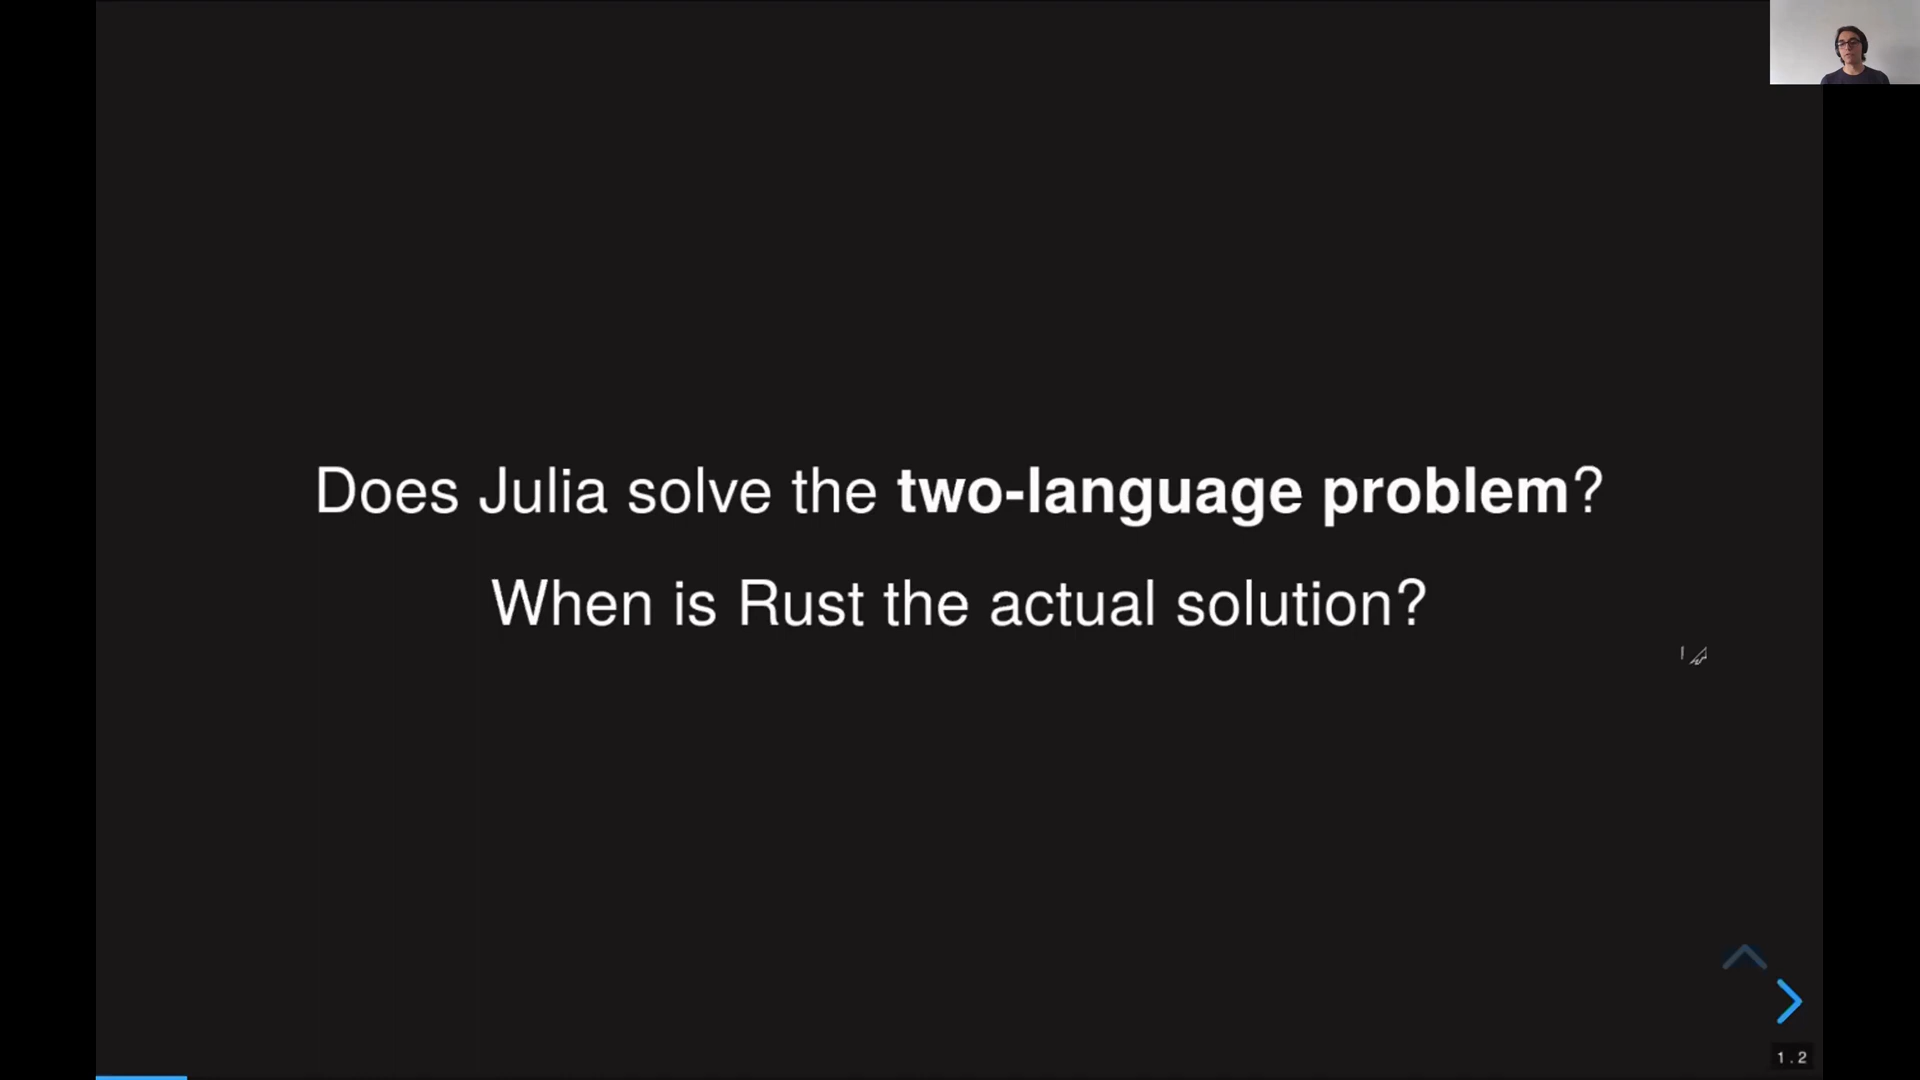 Does Julia solve the two-language problem?
When is Rust the actual solution?
1.2